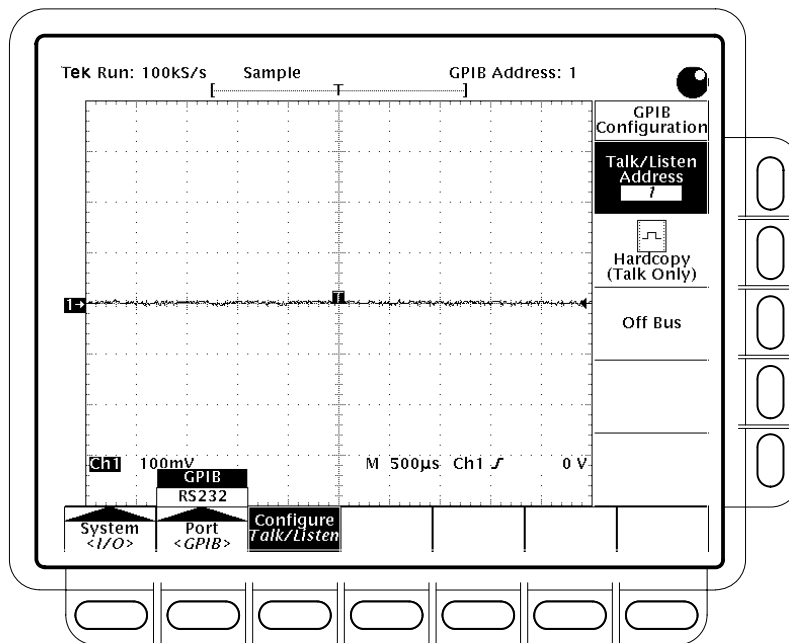 Tek Run: 100kS/s Sample GPIB Address: 1
[ T ]
GPIB
Configuration
Talk/Listen
Address
1
Hardcopy
(Talk Only)
Off Bus
T
1→
Ch1 100mV M 500µs Ch1 0 V
GPIB
RS232
System
<I/O>
Port
<GPIB>
Configure
Talk/Listen